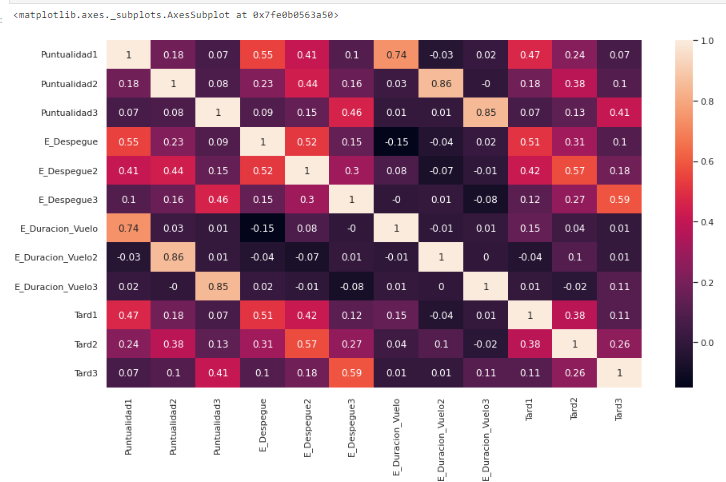 <matplotlib.axes._subplots.AxesSubplot at 0x7fe0b0563a50>
Puntualidad1 1 0.18 0.07 0.55 0.41 0.1 0.74 -0.03 0.02 0.47 0.24 0.07
Puntualidad2 0.18 1 0.08 0.23 0.44 0.16 0.03 0.86 -0 0.18 0.38 0.1
Puntualidad3 0.07 0.08 1 0.09 0.15 0.46 0.01 0.01 0.85 0.07 0.13 0.41
E_Despegue 0.55 0.23 0.09 1 0.52 0.15 -0.15 -0.04 0.02 0.51 0.31 0.1
E_Despegue2 0.41 0.44 0.15 0.52 1 0.3 0.08 -0.07 -0.01 0.42 0.57 0.18
E_Despegue3 0.1 0.16 0.46 0.15 0.3 1 -0 0.01 -0.08 0.12 0.27 0.59
E_Duracion_Vuelo 0.74 0.03 0.01 -0.15 0.08 -0 1 -0.01 0.01 0.15 0.04 0.01
E_Duracion_Vuelo2 -0.03 0.86 0.01 -0.04 -0.07 0.01 -0.01 1 0 -0.04 0.1 0.01
E_Duracion_Vuelo3 0.02 -0 0.85 0.02 -0.01 -0.08 0.01 0 1 0.01 -0.02 0.11
Tard1 0.47 0.18 0.07 0.51 0.42 0.12 0.15 -0.04 0.01 1 0.38 0.11
Tard2 0.24 0.38 0.13 0.31 0.57 0.27 0.04 0.1 -0.02 0.38 1 0.26
Tard3 0.07 0.1 0.41 0.1 0.18 0.59 0.01 0.01 0.11 0.11 0.26 1
Puntualidad1
Puntualidad2
Puntualidad3
E_Despegue
E_Despegue2
E_Despegue3
E_Duracion_Vuelo
E_Duracion_Vuelo2
E_Duracion_Vuelo3
Tard1
Tard2
Tard3
1.0
0.8
0.6
0.4
0.2
0.0